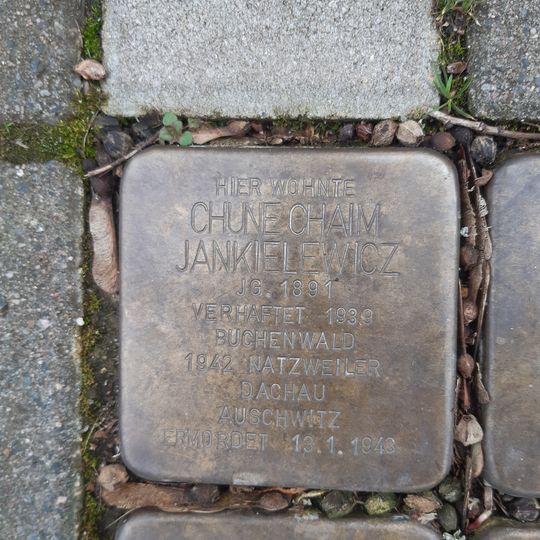 HIER WOHNTE
CHUNE CHAIM
JANKIELEWICZ
JG. 1891
VERHAFTET 1939
BUCHENWALD
1942 NATZWEILER
DACHAU
AUSCHWITZ
ERMORDET 13.1.1943